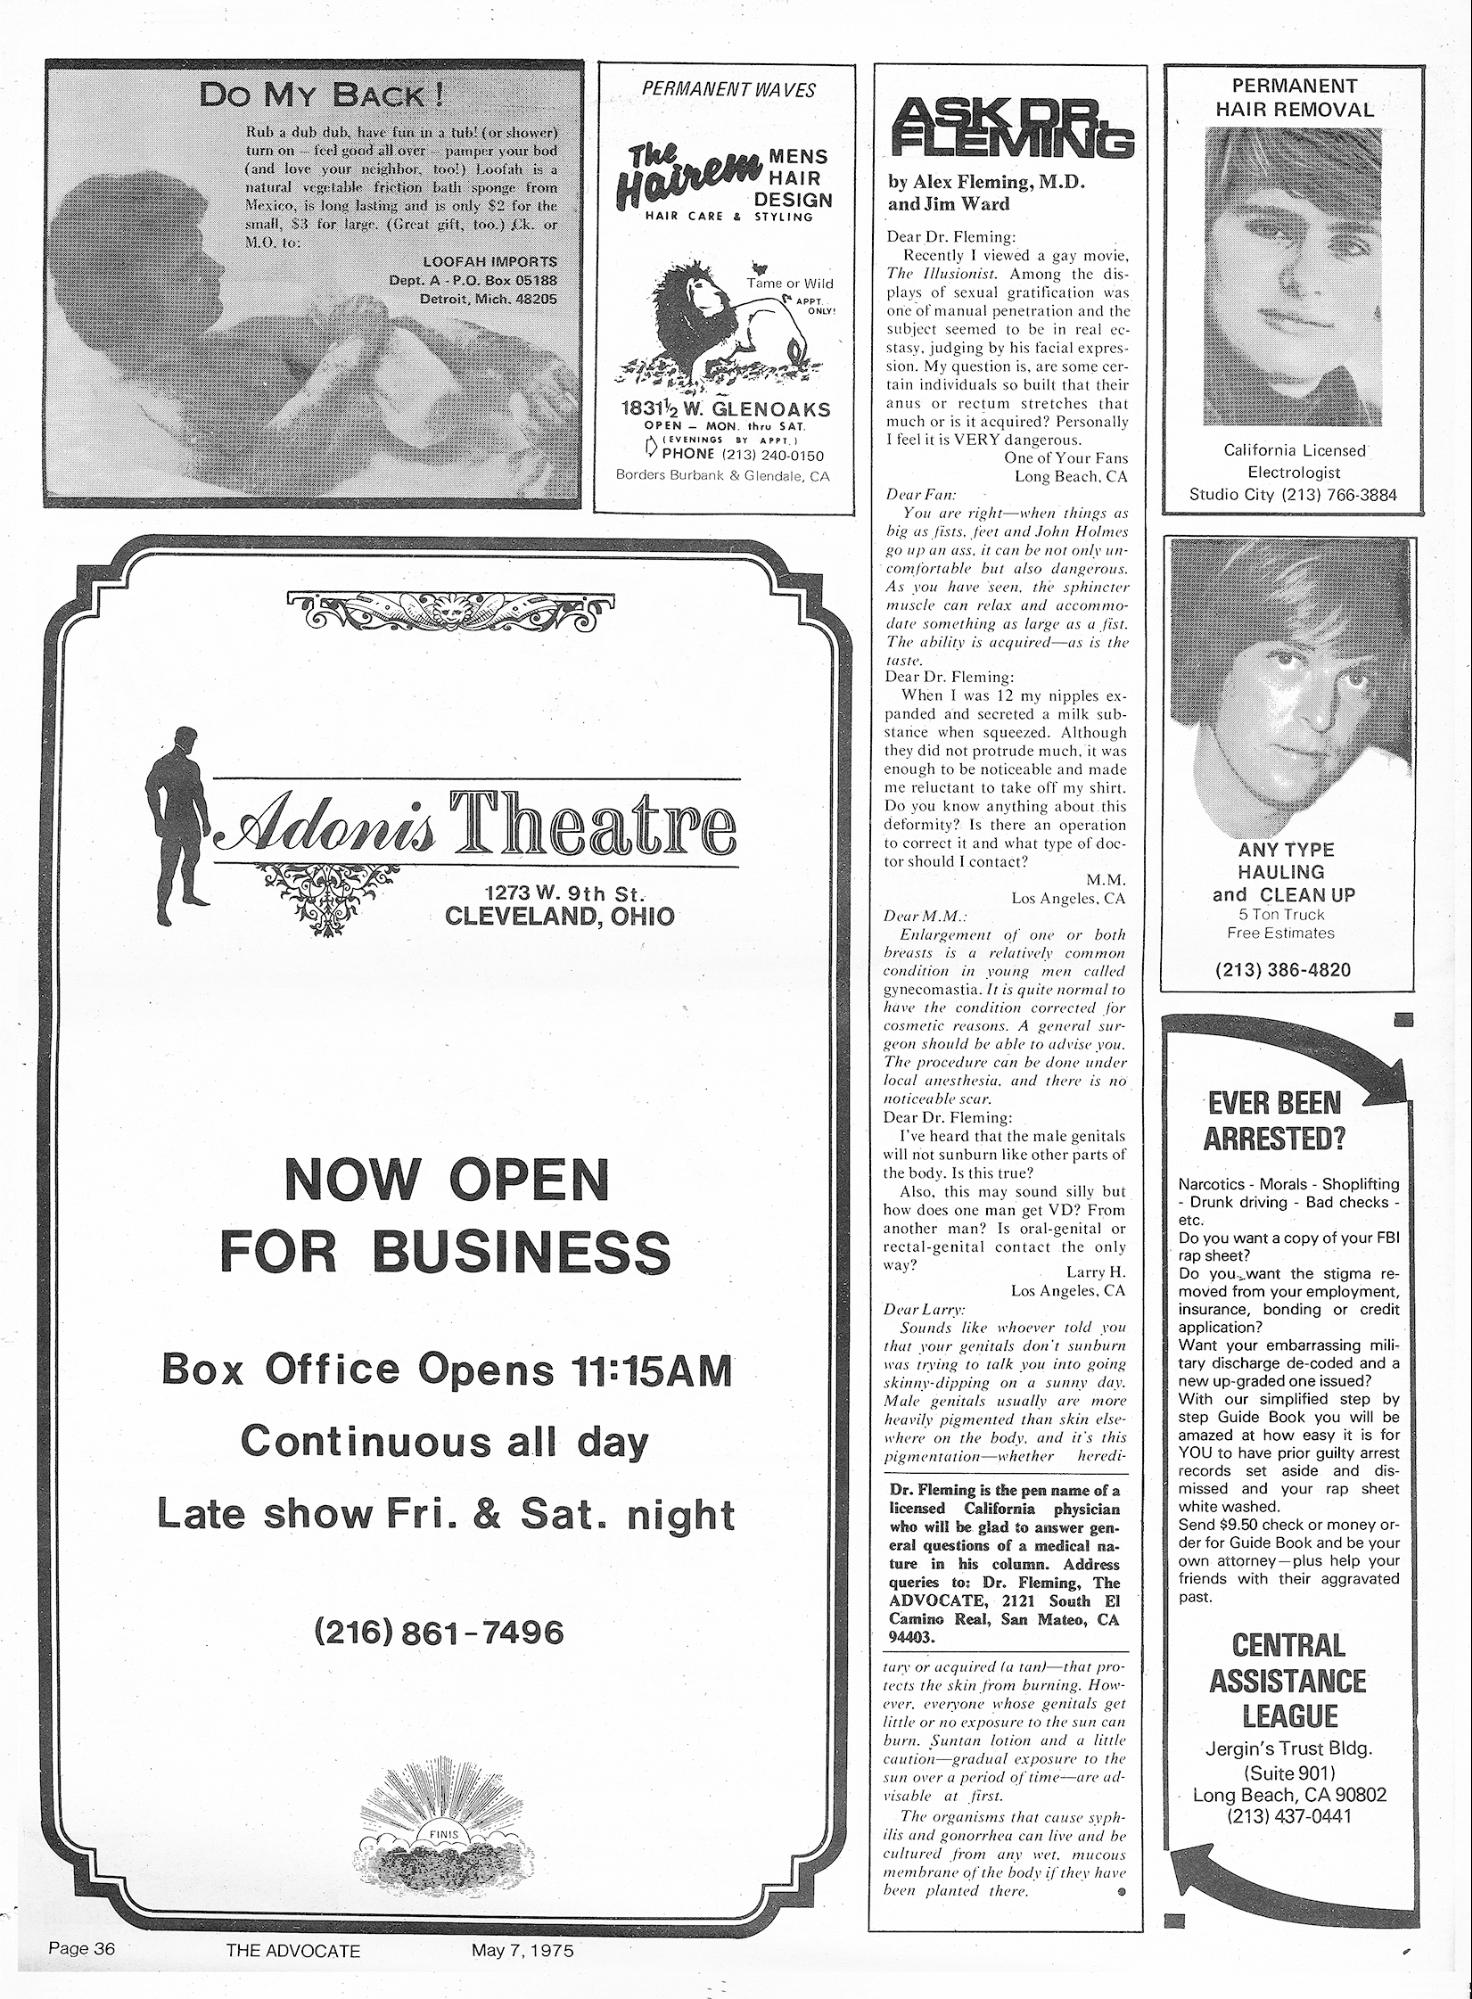 DO MY BACK!
Rub a dub dub, have fun in a tub! (or shower)
turn on — feel good all over — pamper your bod
(and love your neighbor, too!) Loofah is a
natural vegetable friction bath sponge from
Mexico, is long lasting and is only $2 for the
small, $3 for large. (Great gift, too.) Ck. or
M.O. to:
LOOFAH IMPORTS
Dept. A - P.O. Box 05188
Detroit, Mich. 48205
PERMANENT WAVES
The
Hairem
MENS
HAIR
DESIGN
HAIR CARE & STYLING
Tame or Wild
APPT.
ONLY!
1831½ W. GLENOAKS
OPEN – MON. thru SAT.
(EVENINGS BY APPT.)
PHONE (213) 240-0150
Borders Burbank & Glendale, CA
Adonis Theatre
1273 W. 9th St.
CLEVELAND, OHIO
NOW OPEN
FOR BUSINESS
Box Office Opens 11:15AM
Continuous all day
Late show Fri. & Sat. night
(216) 861-7496
FINIS
ASK DR.
FLEMING
by Alex Fleming, M.D.
and Jim Ward
Dear Dr. Fleming:
Recently I viewed a gay movie,
The Illusionist. Among the dis-
plays of sexual gratification was
one of manual penetration and the
subject seemed to be in real ec-
stasy, judging by his facial expres-
sion. My question is, are some cer-
tain individuals so built that their
anus or rectum stretches that
much or is it acquired? Personally
I feel it is VERY dangerous.
One of Your Fans
Long Beach, CA
Dear Fan:
You are right—when things as
big as fists, feet and John Holmes
go up an ass, it can be not only un-
comfortable but also dangerous.
As you have seen, the sphincter
muscle can relax and accommo-
date something as large as a fist.
The ability is acquired—as is the
taste.
Dear Dr. Fleming:
When I was 12 my nipples ex-
panded and secreted a milk sub-
stance when squeezed. Although
they did not protrude much, it was
enough to be noticeable and made
me reluctant to take off my shirt.
Do you know anything about this
deformity? Is there an operation
to correct it and what type of doc-
tor should I contact?
M.M.
Los Angeles, CA
Dear M.M.:
Enlargement of one or both
breasts is a relatively common
condition in young men called
gynecomastia. It is quite normal to
have the condition corrected for
cosmetic reasons. A general sur-
geon should be able to advise you.
The procedure can be done under
local anesthesia, and there is no
noticeable scar.
Dear Dr. Fleming:
I've heard that the male genitals
will not sunburn like other parts of
the body. Is this true?
Also, this may sound silly but
how does one man get VD? From
another man? Is oral-genital or
rectal-genital contact the only
way?
Larry H.
Los Angeles, CA
Dear Larry:
Sounds like whoever told you
that your genitals don't sunburn
was trying to talk you into going
skinny-dipping on a sunny day.
Male genitals usually are more
heavily pigmented than skin else-
where on the body, and it's this
pigmentation—whether heredi-
Dr. Fleming is the pen name of a
licensed California physician
who will be glad to answer gen-
eral questions of a medical na-
ture in his column. Address
queries to: Dr. Fleming, The
ADVOCATE, 2121 South El
Camino Real, San Mateo, CA
94403.
tary or acquired (a tan)—that pro-
tects the skin from burning. How-
ever, everyone whose genitals get
little or no exposure to the sun can
burn. Suntan lotion and a little
caution—gradual exposure to the
sun over a period of time—are ad-
visable at first.
The organisms that cause syph-
ilis and gonorrhea can live and be
cultured from any wet, mucous
membrane of the body if they have
been planted there.
PERMANENT
HAIR REMOVAL
California Licensed
Electrologist
Studio City (213) 766-3884
ANY TYPE
HAULING
and CLEAN UP
5 Ton Truck
Free Estimates
(213) 386-4820
EVER BEEN
ARRESTED?
Narcotics - Morals - Shoplifting
- Drunk driving - Bad checks -
etc.
Do you want a copy of your FBI
rap sheet?
Do you want the stigma re-
moved from your employment,
insurance, bonding or credit
application?
Want your embarrassing mili-
tary discharge de-coded and a
new up-graded one issued?
With our simplified step by
step Guide Book you will be
amazed at how easy it is for
YOU to have prior guilty arrest
records set aside and dis-
missed and your rap sheet
white washed.
Send $9.50 check or money or-
der for Guide Book and be your
own attorney—plus help your
friends with their aggravated
past.
CENTRAL
ASSISTANCE
LEAGUE
Jergin's Trust Bldg.
(Suite 901)
Long Beach, CA 90802
(213) 437-0441
Page 36 THE ADVOCATE May 7, 1975